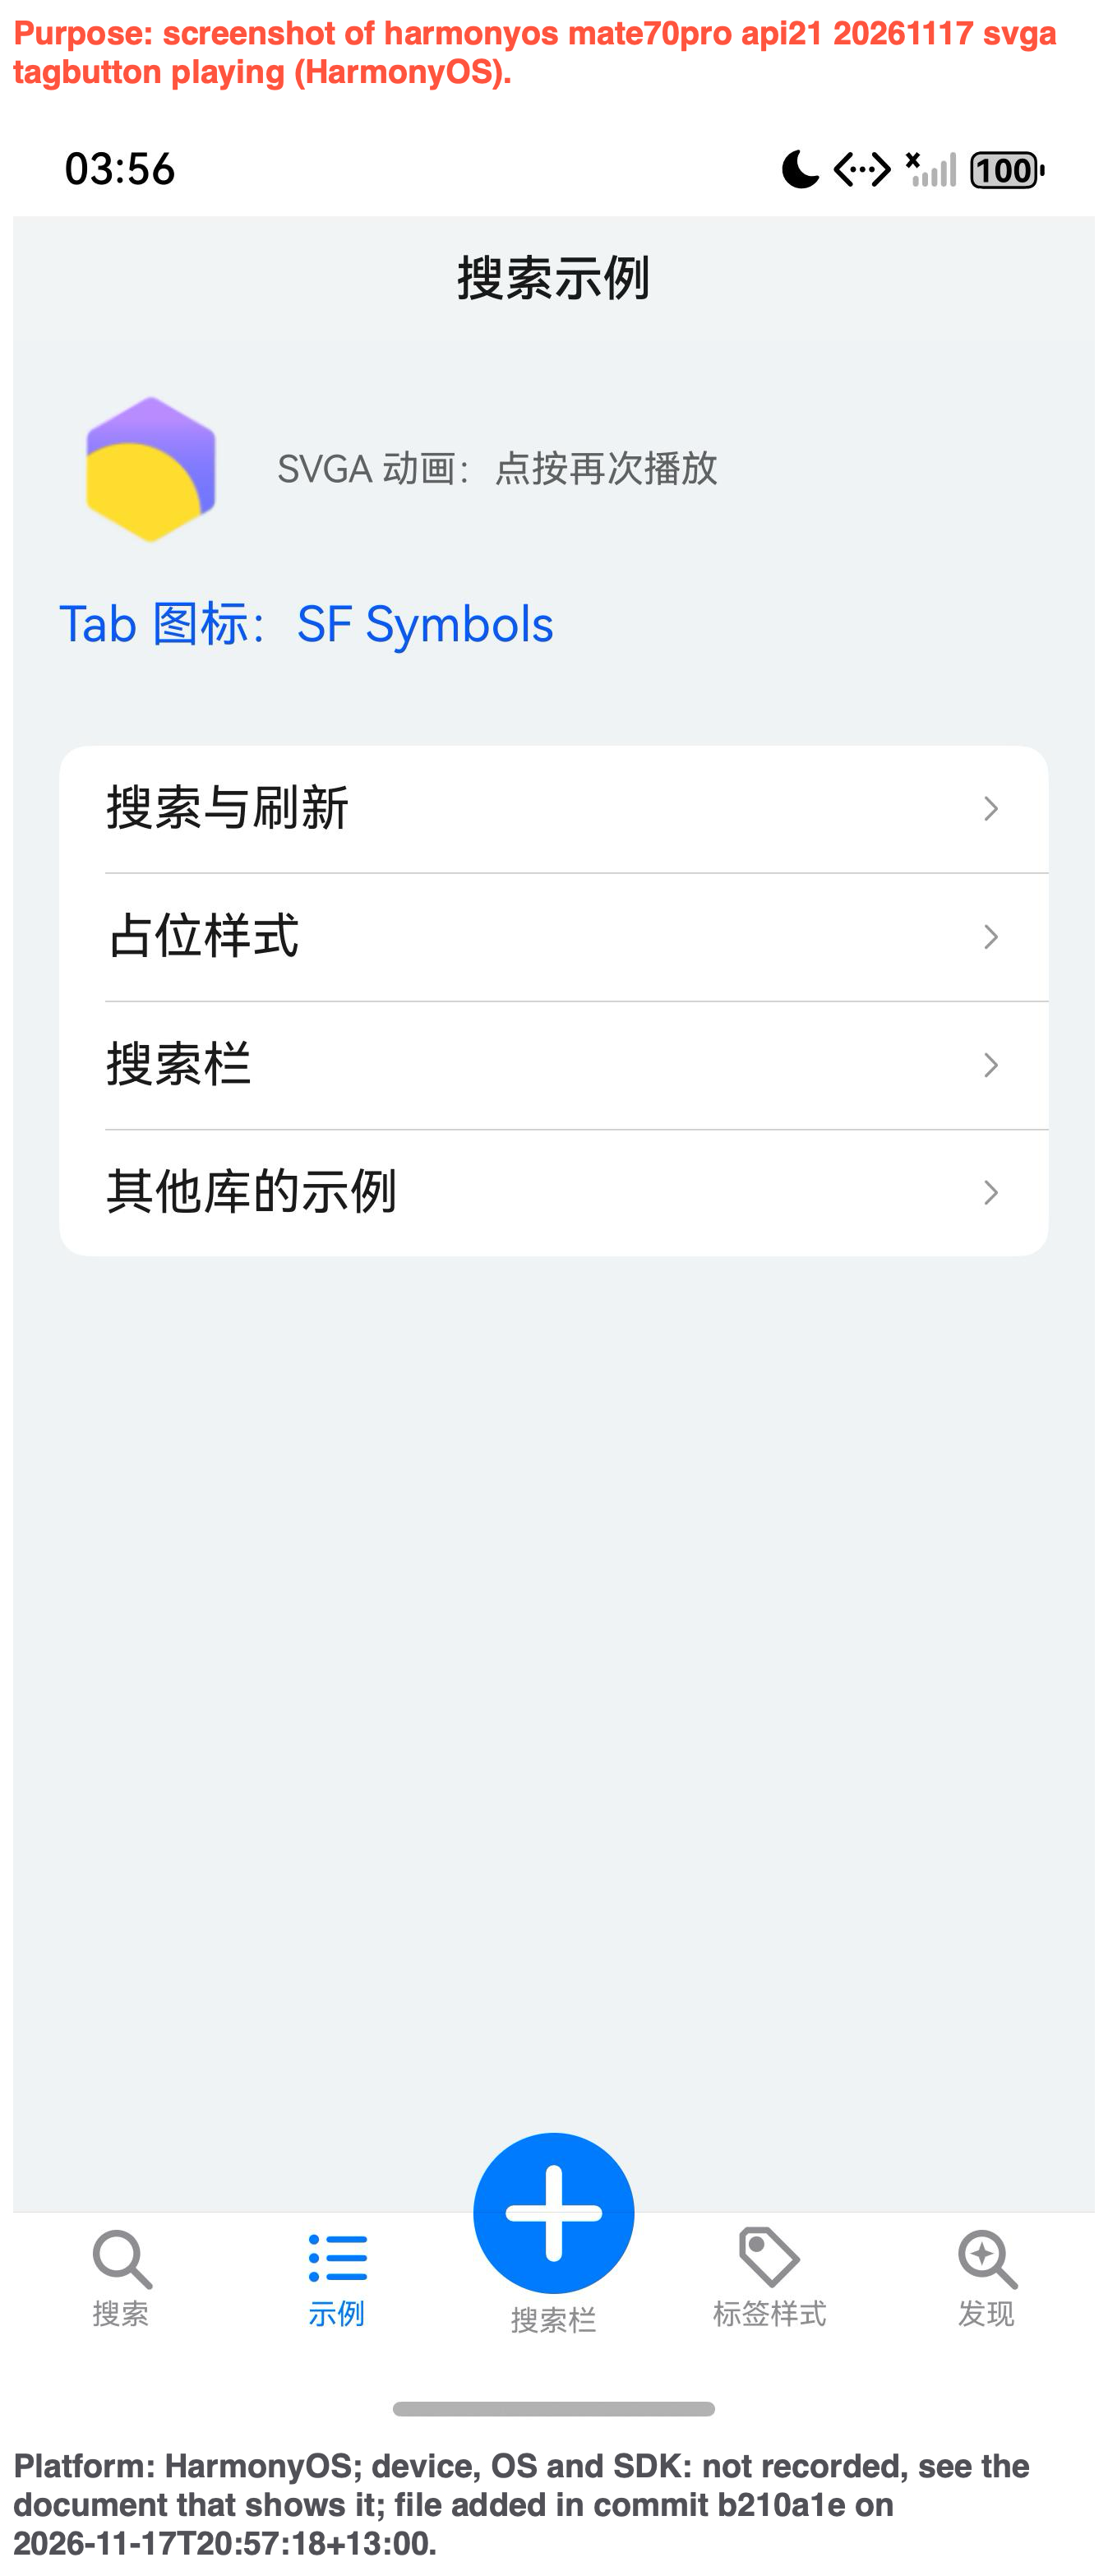 Purpose: screenshot of harmonyos mate70pro api21 20261117 svga
tagbutton playing (HarmonyOS).
03:56
100
搜索示例
SVGA 动画：点按再次播放
Tab 图标：SF Symbols
搜索与刷新
占位样式
搜索栏
其他库的示例
搜索
示例
搜索栏
标签样式
发现
Platform: HarmonyOS; device, OS and SDK: not recorded, see the
document that shows it; file added in commit b210a1e on
2026-11-17T20:57:18+13:00.